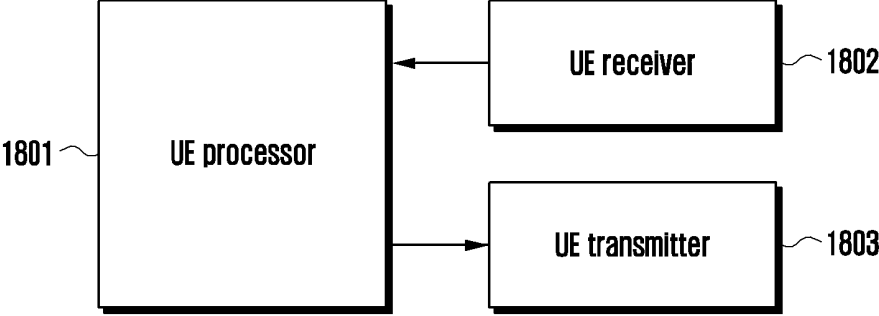 UE receiver
1802
1801
UE processor
UE transmitter
1803